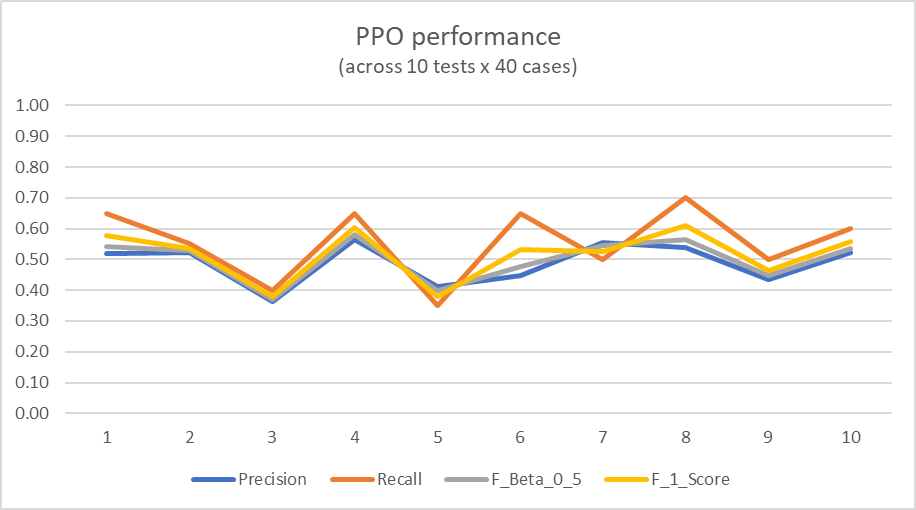 PPO performance
(across 10 tests x 40 cases)
1.00
0.90
0.80
0.70
0.60
0.50
0.40
0.30
0.20
0.10
0.00
1 2 3 4 5 6 7 8 9 10
Precision Recall F_Beta_0_5 F_1_Score